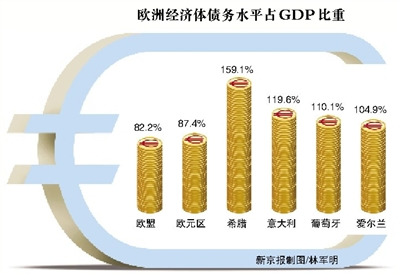 欧洲经济体债务水平占GDP比重
159.1%
119.6%
110.1%
104.9%
87.4%
82.2%
欧盟 欧元区 希腊 意大利 葡萄牙 爱尔兰
新京报制图/林军明